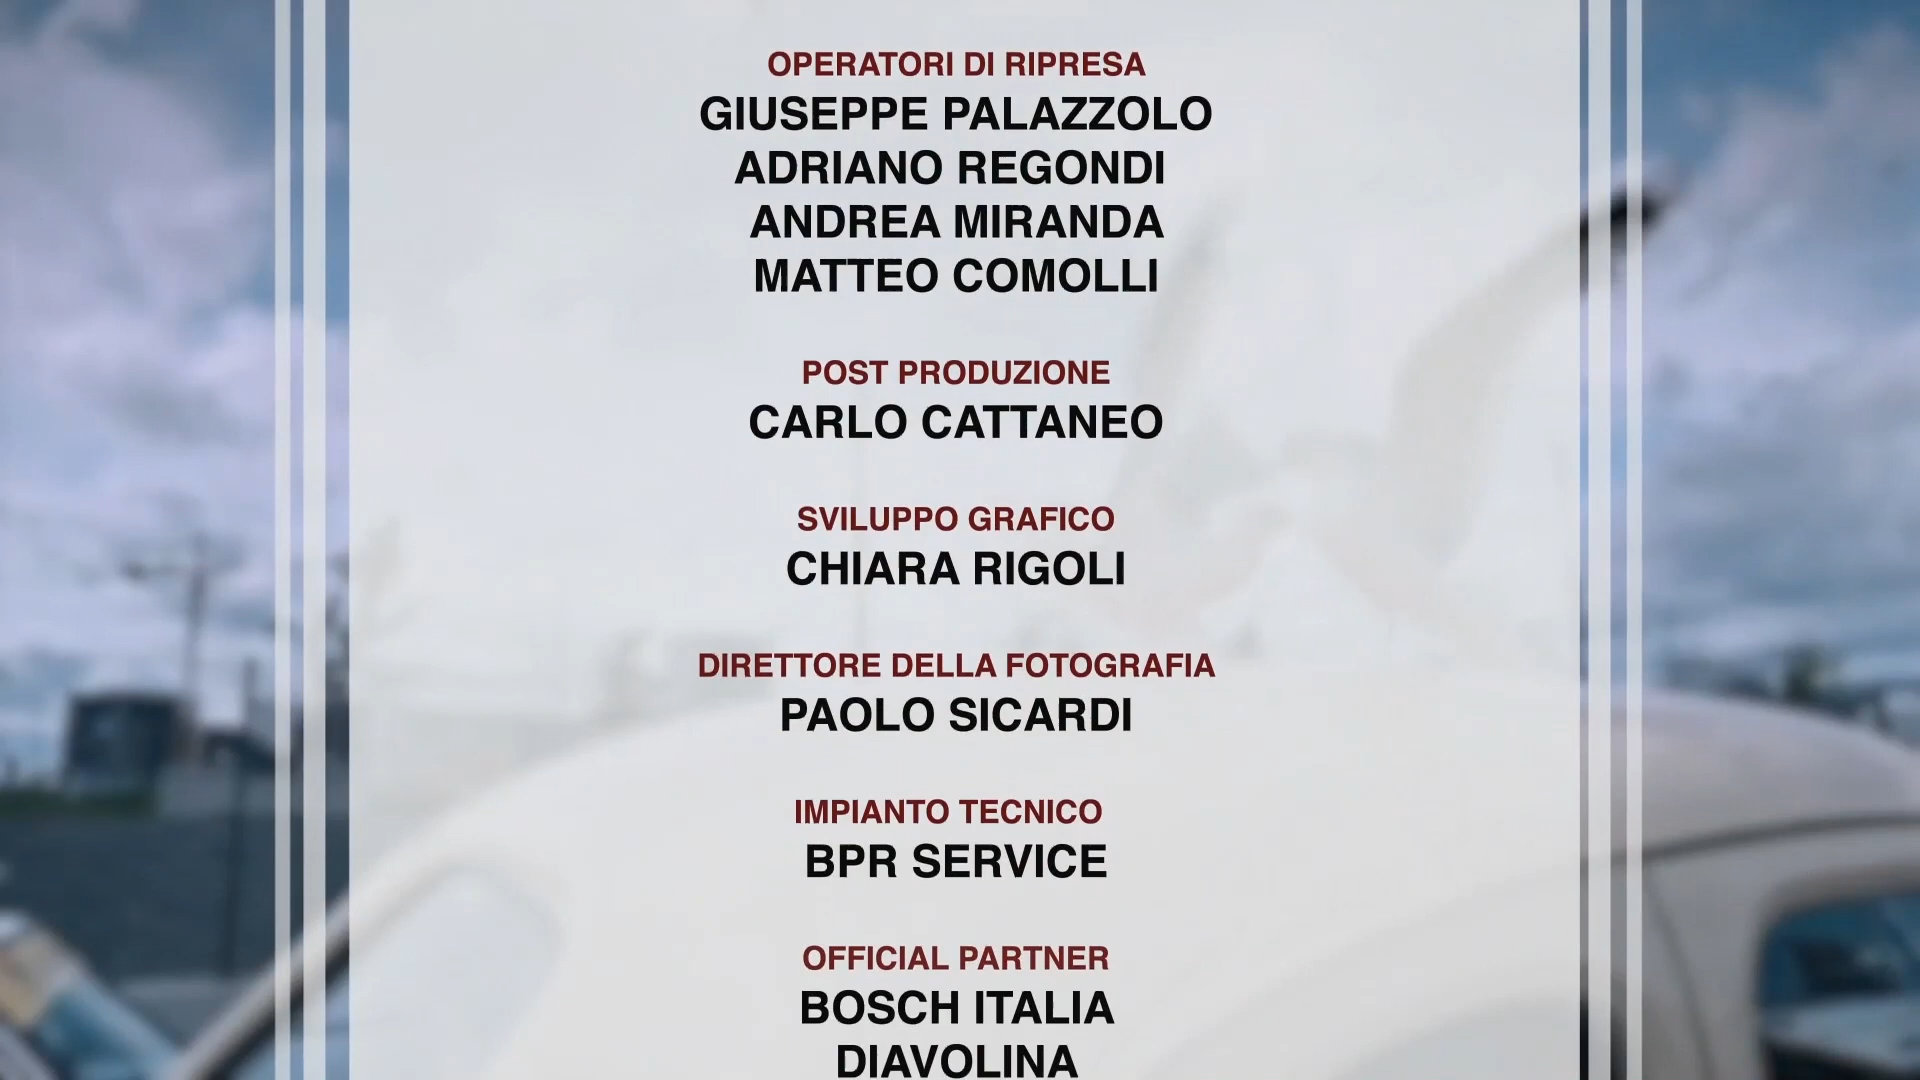 OPERATORI DI RIPRESA
GIUSEPPE PALAZZOLO
ADRIANO REGONDI
ANDREA MIRANDA
MATTEO COMOLLI
POST PRODUZIONE
CARLO CATTANEO
SVILUPPO GRAFICO
CHIARA RIGOLI
DIRETTORE DELLA FOTOGRAFIA
PAOLO SICARDI
IMPIANTO TECNICO
BPR SERVICE
OFFICIAL PARTNER
BOSCH ITALIA
DIAVOLINA